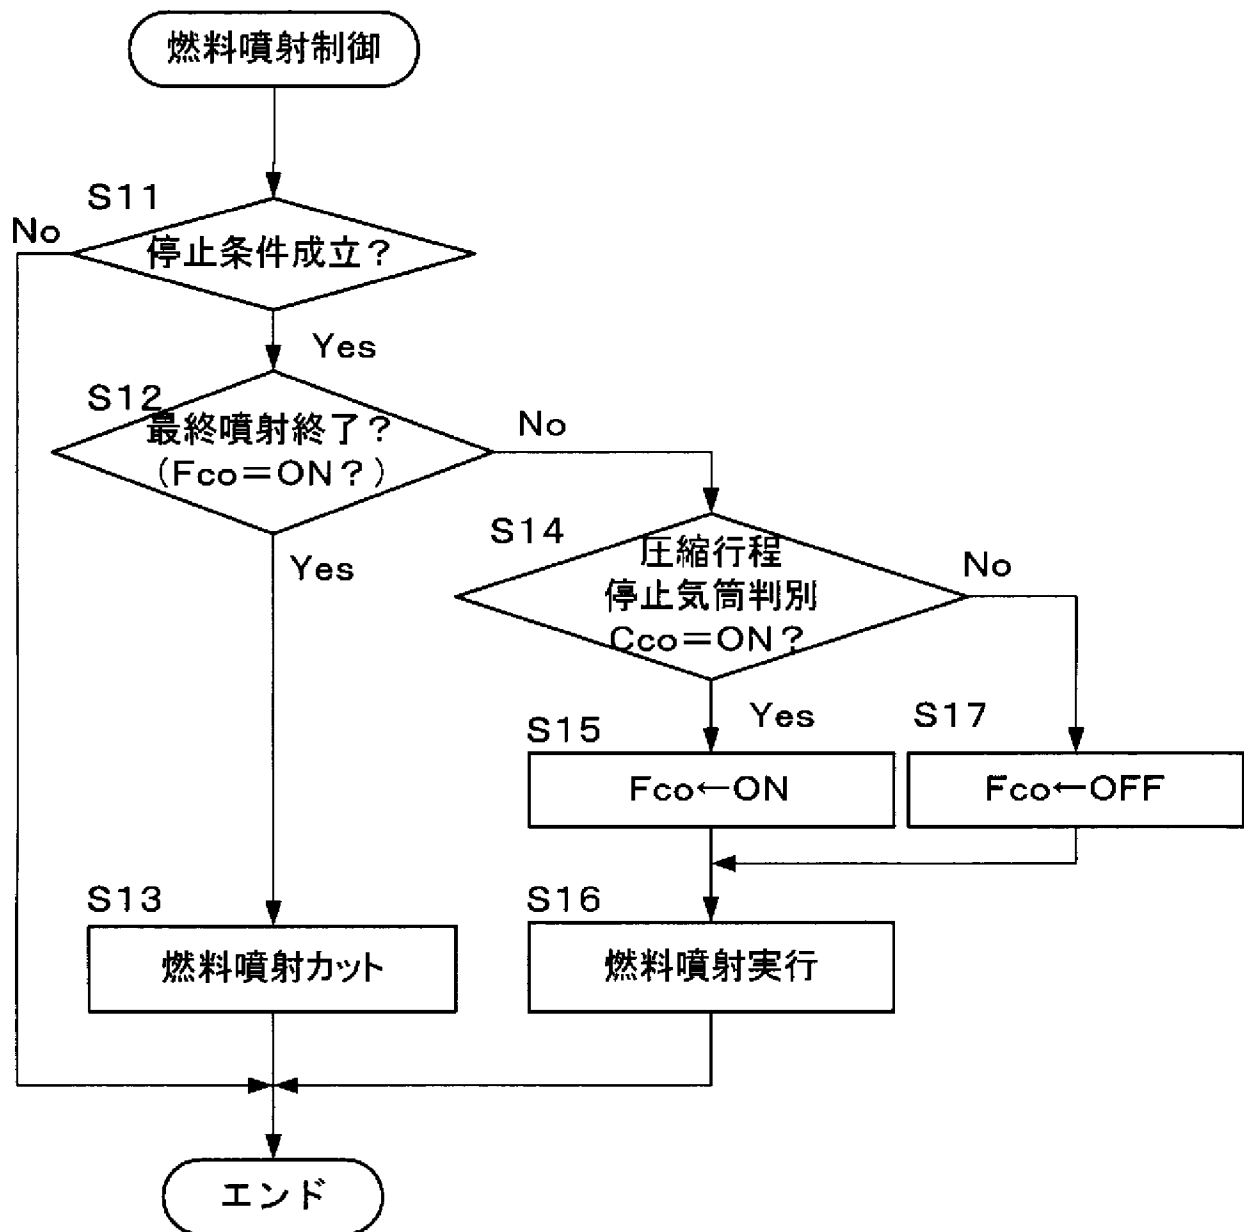 燃料噴射制御
S11
No
停止条件成立?
Yes
S12
最終噴射終了?
(Fco=ON?)
No
Yes
S14
圧縮行程
停止気筒判別
Cco=ON?
No
Yes
S15
Fco←ON
S17
Fco←OFF
S13
燃料噴射カット
S16
燃料噴射実行
エンド